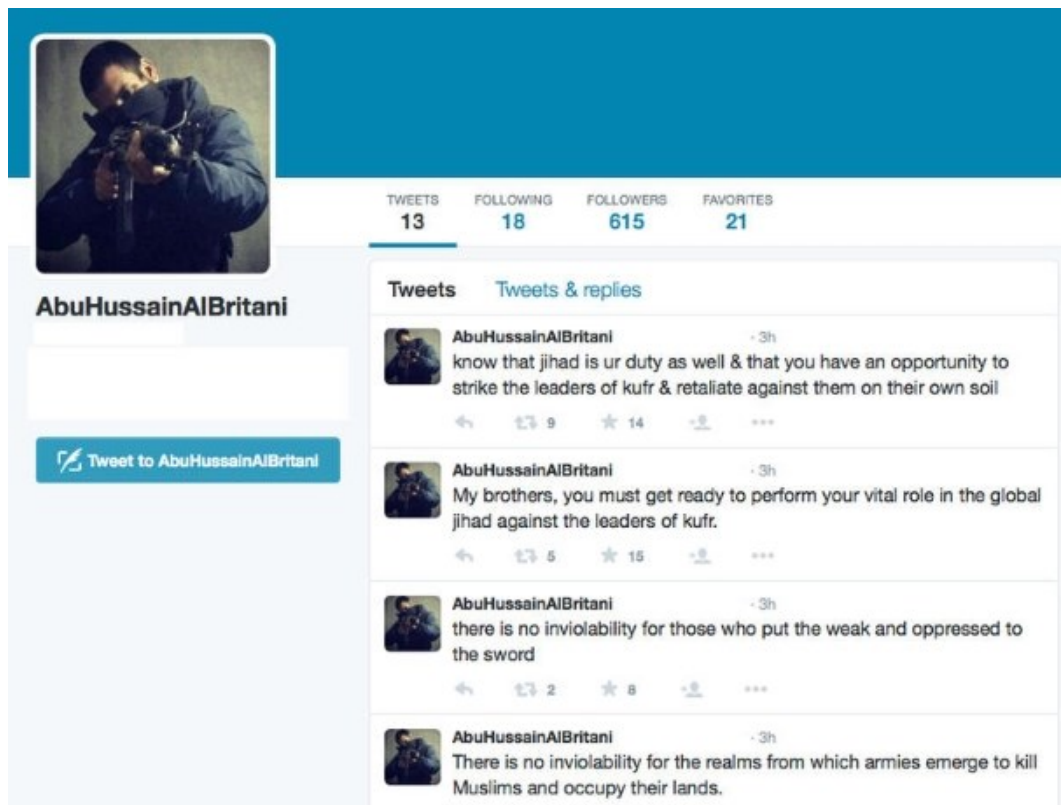 TWEETS FOLLOWING FOLLOWERS FAVORITES
13 18 615 21
AbuHussainAlBritani
Tweet to AbuHussainAlBritani
Tweets Tweets & replies
AbuHussainAlBritani · 3h
know that jihad is ur duty as well & that you have an opportunity to
strike the leaders of kufr & retaliate against them on their own soil
9 14
AbuHussainAlBritani · 3h
My brothers, you must get ready to perform your vital role in the global
jihad against the leaders of kufr.
5 15
AbuHussainAlBritani · 3h
there is no inviolability for those who put the weak and oppressed to
the sword
2 8
AbuHussainAlBritani · 3h
There is no inviolability for the realms from which armies emerge to kill
Muslims and occupy their lands.